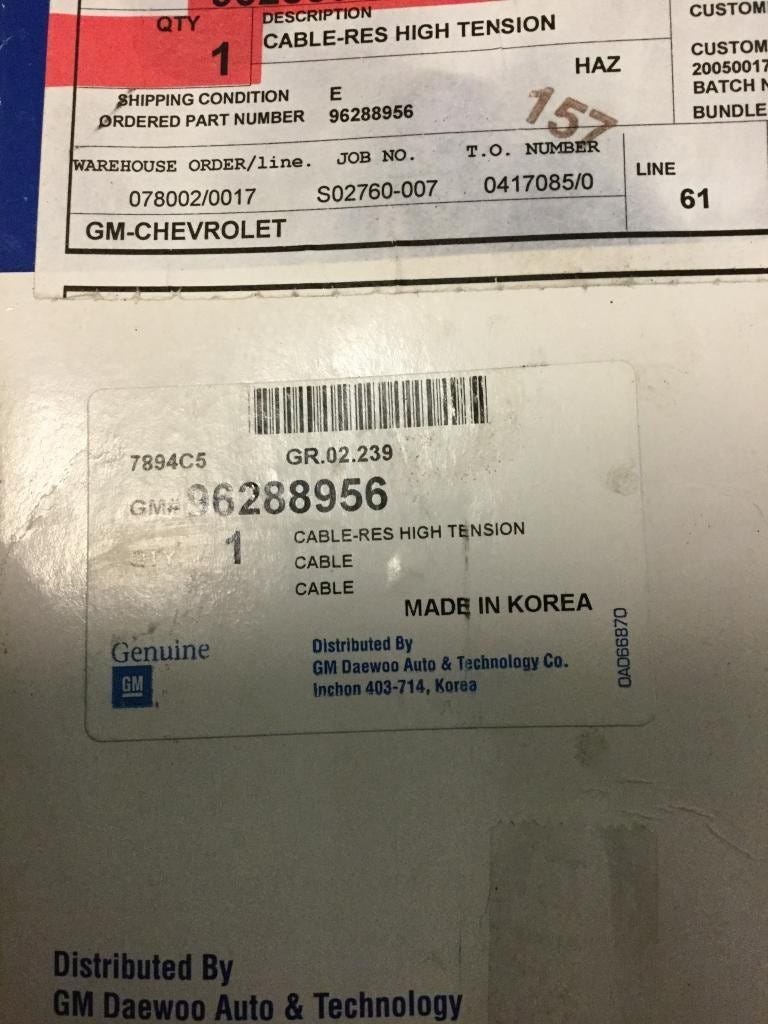 QTY
DESCRIPTION
1
CABLE-RES HIGH TENSION
CUSTOM
HAZ
CUSTOM
20050017
SHIPPING CONDITION E
BATCH N
ORDERED PART NUMBER 96288956
157
BUNDLE
WAREHOUSE ORDER/line. JOB NO. T.O. NUMBER
LINE
078002/0017 S02760-007 0417085/0
61
GM-CHEVROLET
7894C5 GR.02.239
GM# 96288956
1 CABLE-RES HIGH TENSION
CABLE
CABLE
MADE IN KOREA
Genuine
GM
Distributed By
GM Daewoo Auto & Technology Co.
Inchon 403-714, Korea
0AD66870
Distributed By
GM Daewoo Auto & Technology